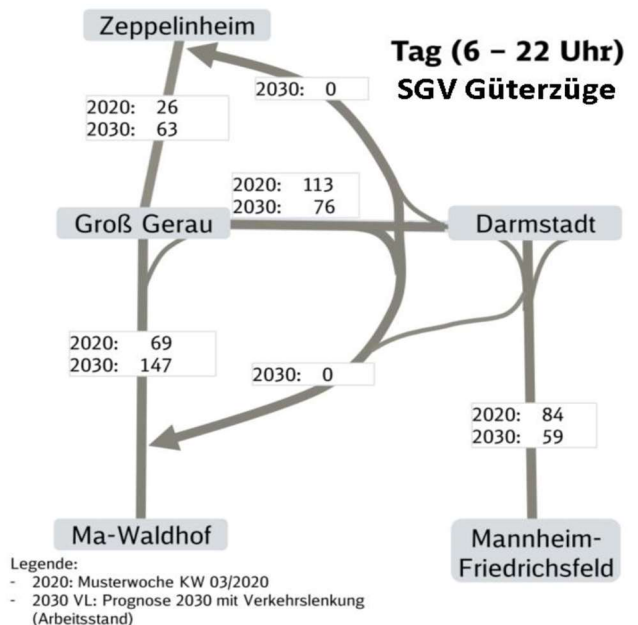 Zeppelinheim
Tag (6 – 22 Uhr)
SGV Güterzüge
2030: 0
2020: 26
2030: 63
2020: 113
2030: 76
Groß Gerau
Darmstadt
2020: 69
2030: 147
2030: 0
2020: 84
2030: 59
Ma-Waldhof
Mannheim-
Friedrichsfeld
Legende:
- 2020: Musterwoche KW 03/2020
- 2030 VL: Prognose 2030 mit Verkehrslenkung
(Arbeitsstand)